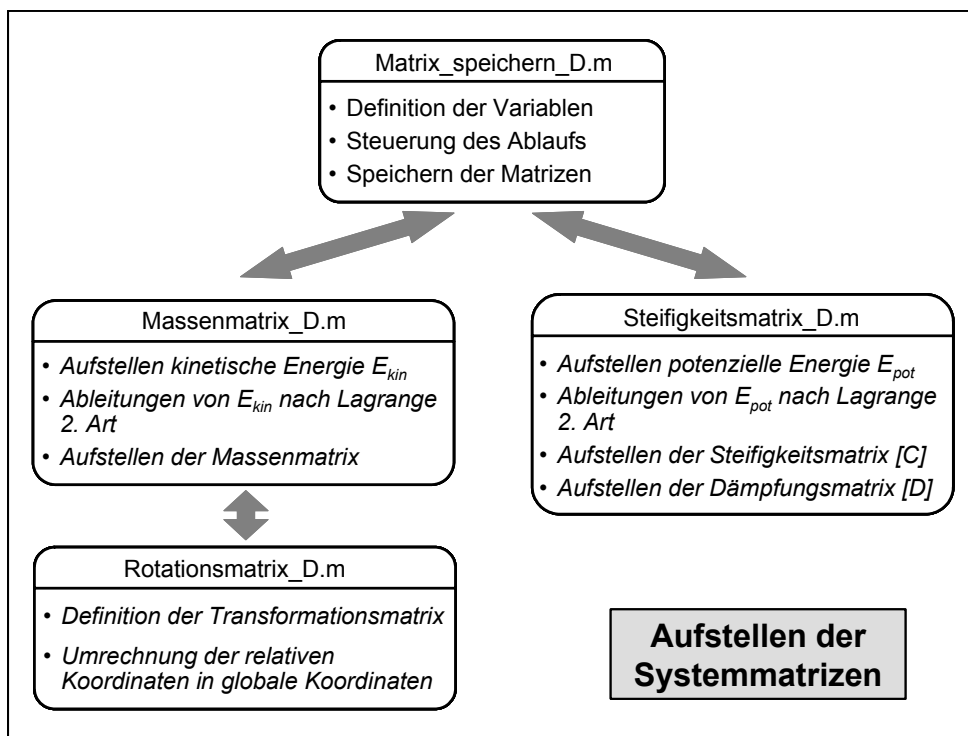 Matrix_speichern_D.m
• Definition der Variablen
• Steuerung des Ablaufs
• Speichern der Matrizen
Massenmatrix_D.m
• Aufstellen kinetische Energie Ekin
• Ableitungen von Ekin nach Lagrange
2. Art
• Aufstellen der Massenmatrix
Steifigkeitsmatrix_D.m
• Aufstellen potenzielle Energie Epot
• Ableitungen von Epot nach Lagrange
2. Art
• Aufstellen der Steifigkeitsmatrix [C]
• Aufstellen der Dämpfungsmatrix [D]
Rotationsmatrix_D.m
• Definition der Transformationsmatrix
• Umrechnung der relativen
Koordinaten in globale Koordinaten
Aufstellen der
Systemmatrizen